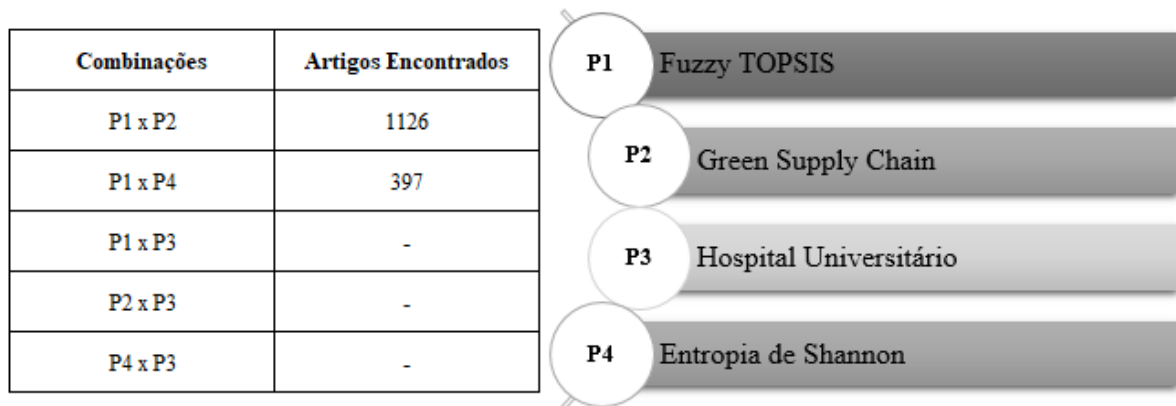 Combinações Artigos Encontrados
P1 x P2 1126
P1 x P4 397
P1 x P3 -
P2 x P3 -
P4 x P3 -
P1 Fuzzy TOPSIS
P2 Green Supply Chain
P3 Hospital Universitário
P4 Entropia de Shannon